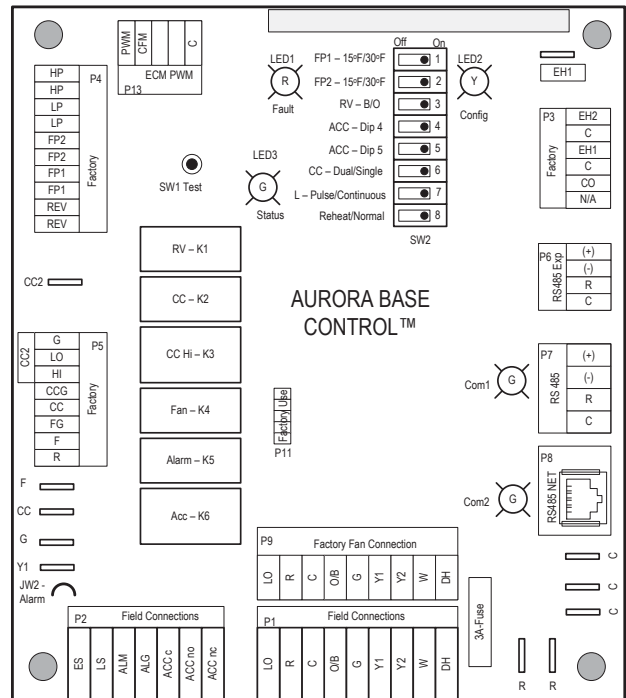 PWM
CFM
C
P13
ECM PWM
LED1
R
Fault
Off
On
FP1 – 15ºF/30ºF
1
FP2 – 15ºF/30ºF
2
RV – B/O
3
ACC – Dip 4
4
ACC – Dip 5
5
CC – Dual/Single
6
L – Pulse/Continuous
7
Reheat/Normal
8
SW2
LED2
Y
Config
EH1
P4
HP
HP
LP
LP
FP2
FP2
FP1
FP1
REV
REV
Factory
SW1 Test
LED3
G
Status
P3
Factory
EH2
C
EH1
C
CO
N/A
RV – K1
CC – K2
CC Hi – K3
Fan – K4
Alarm – K5
Acc – K6
AURORA BASE
CONTROL™
P6
RS485 Exp
(+)
(-)
R
C
CC2
CC2
P5
G
LO
HI
CCG
CC
FG
F
R
Factory
Factory Use
P11
Com1
G
P7
RS 485
(+)
(-)
R
C
Com2
G
P8
RS485 NET
F
CC
G
Y1
JW2 -
Alarm
P9
Factory Fan Connection
LO
R
C
O/B
G
Y1
Y2
W
DH
P2
Field Connections
ES
LS
ALM
ALG
ACC c
ACC no
ACC nc
P1
Field Connections
LO
R
C
O/B
G
Y1
Y2
W
DH
3A-Fuse
C
C
C
R
R